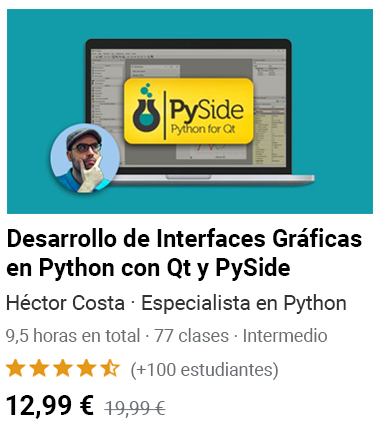 PySide
Python for Qt
Desarrollo de Interfaces Gráficas
en Python con Qt y PySide
Héctor Costa · Especialista en Python
9,5 horas en total · 77 clases · Intermedio
(+100 estudiantes)
12,99 € 19,99 €